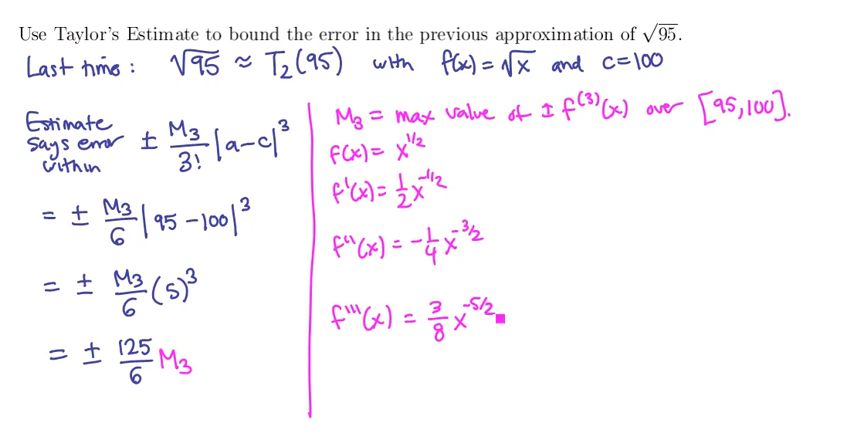 Use Taylor's Estimate to bound the error in the previous approximation of √95.
Last time : √95 ≈ T₂(95) with f(x) = √x and c=100
Estimate says error within ± M₃/3! |a-c|³
= ± M₃/6 |95-100|³
= ± M₃/6 (5)³
= ± 125/6 M₃
M₃ = max value of ± f⁽³⁾(x) over [95,100].
f(x) = x^(1/2)
f'(x) = 1/2 x^(-1/2)
f''(x) = -1/4 x^(-3/2)
f'''(x) = 3/8 x^(-5/2)